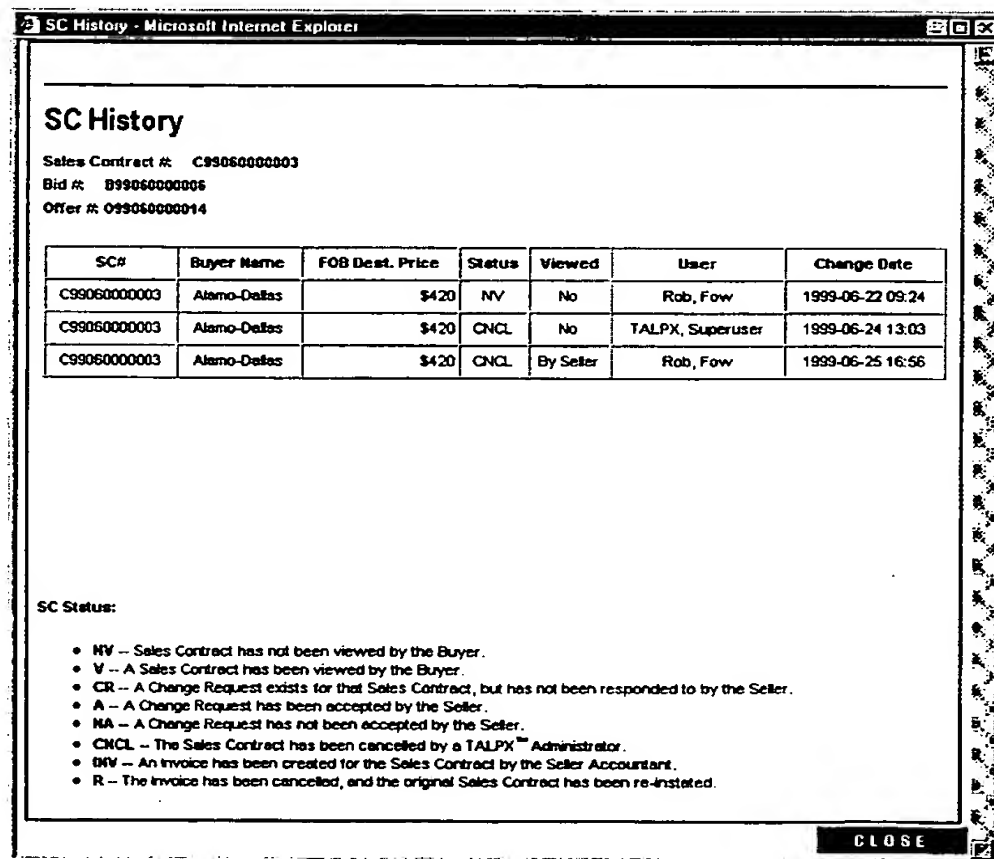 SC History - Microsoft Internet Explorer
SC History
Sales Contract #: C99060000003
Bid #: B99060000006
Offer #: O99060000014
SC# Buyer Name FOB Dest. Price Status Viewed User Change Date
C99060000003 Alamo-Dallas $420 NV No Rob, Fow 1999-06-22 09:24
C99060000003 Alamo-Dallas $420 CNCL No TALPX, Superuser 1999-06-24 13:03
C99060000003 Alamo-Dallas $420 CNCL By Seller Rob, Fow 1999-06-25 16:56
SC Status:
• NV -- Sales Contract has not been viewed by the Buyer.
• V -- A Sales Contract has been viewed by the Buyer.
• CR -- A Change Request exists for that Sales Contract, but has not been responded to by the Seller.
• A -- A Change Request has been accepted by the Seller.
• NA -- A Change Request has not been accepted by the Seller.
• CNCL -- The Sales Contract has been cancelled by a TALPX™ Administrator.
• INV -- An Invoice has been created for the Sales Contract by the Seller Accountant.
• R -- The Invoice has been cancelled, and the original Sales Contract has been re-instated.
CLOSE